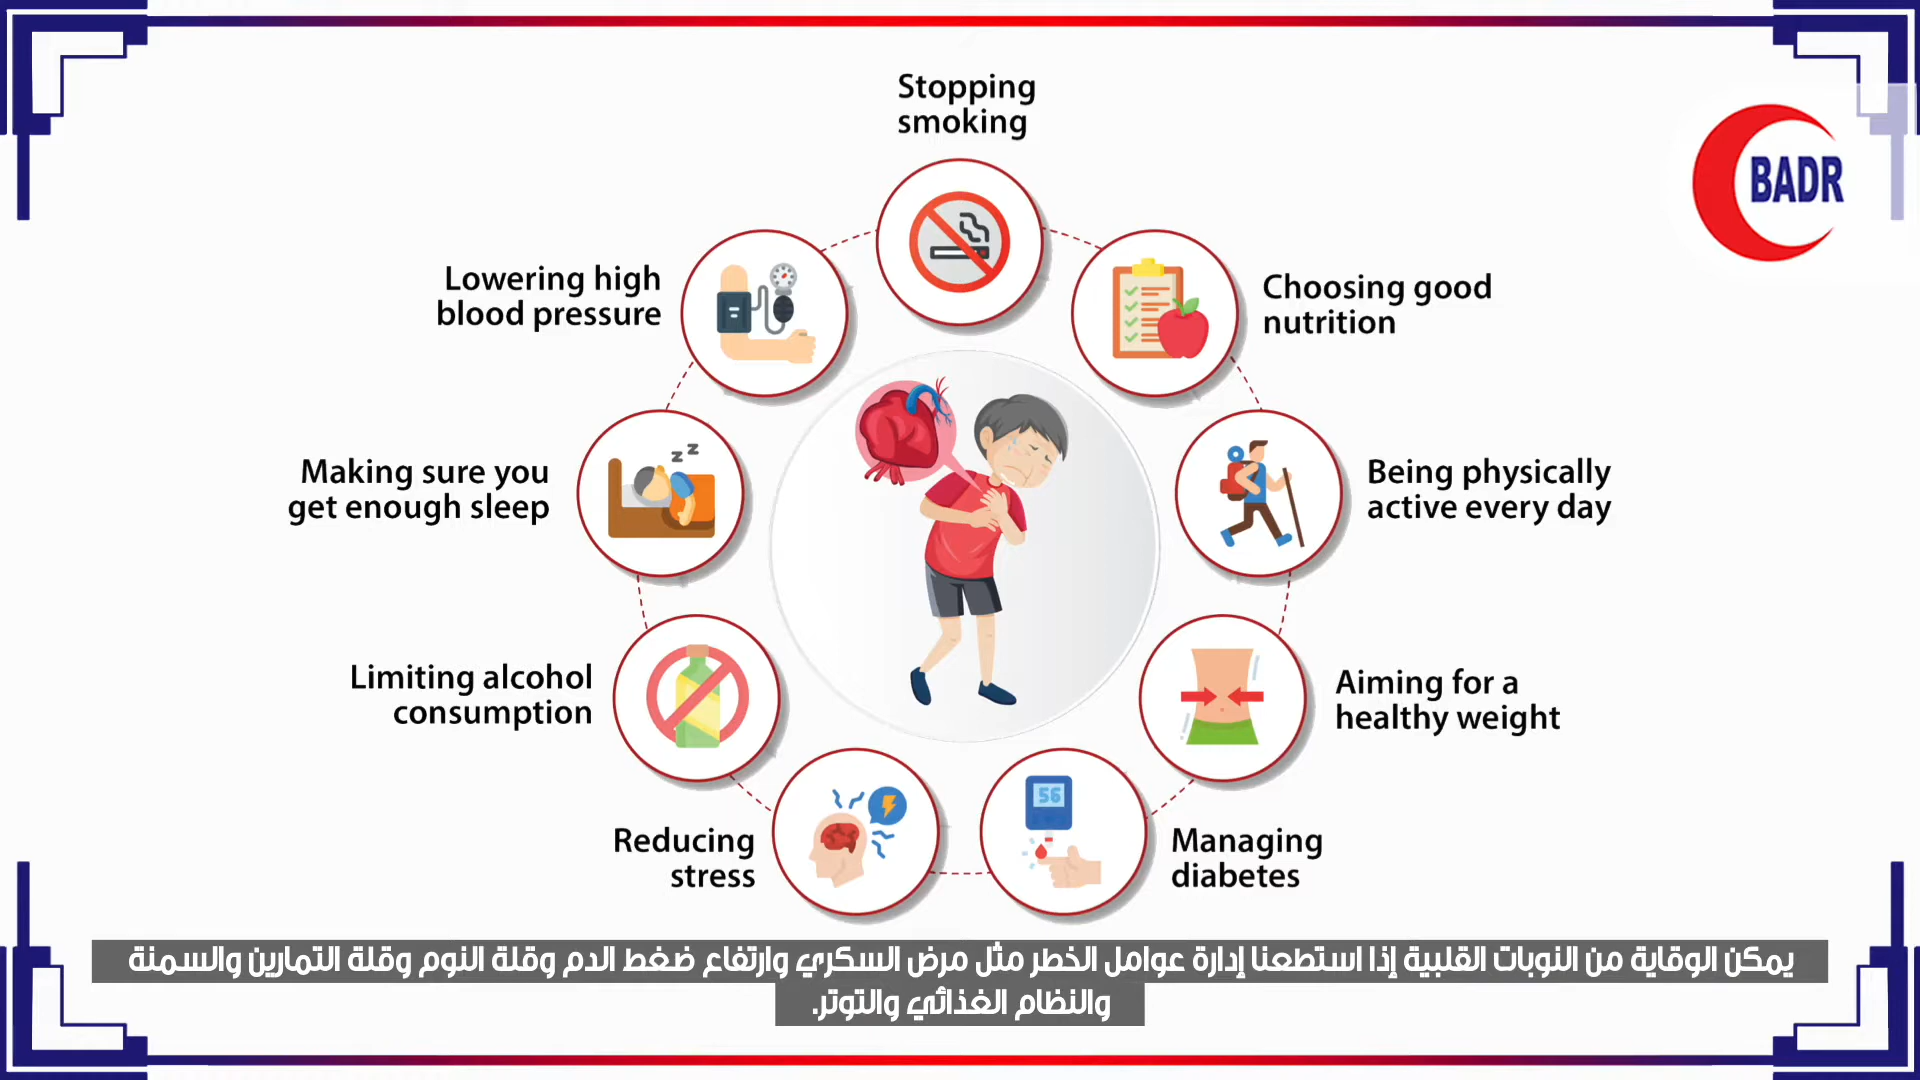 Stopping
smoking
BADR
Lowering high
blood pressure
Choosing good
nutrition
Making sure you
get enough sleep
z z
Being physically
active every day
Limiting alcohol
consumption
Aiming for a
healthy weight
Reducing
stress
56
Managing
diabetes
يمكن الوقاية من النوبات القلبية إذا استطعنا إدارة عوامل الخطر مثل مرض السكري وارتفاع ضغط الدم وقلة النوم وقلة التمارين والسمنة
والنظام الغذائي والتوتر.